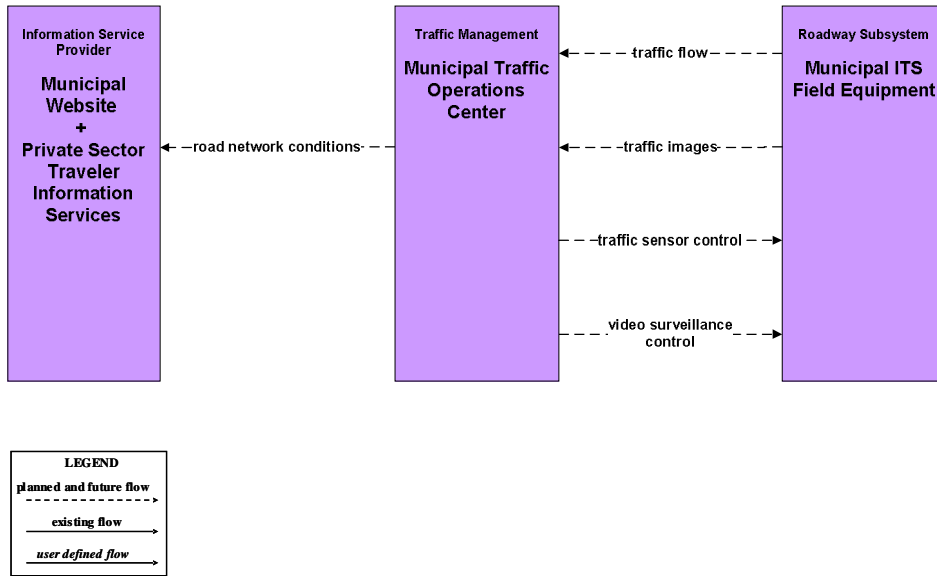 Information Service
Provider
Municipal
Website
+
Private Sector
Traveler
Information
Services
Traffic Management
Municipal Traffic
Operations
Center
Roadway Subsystem
Municipal ITS
Field Equipment
traffic flow
road network conditions
traffic images
traffic sensor control
video surveillance
control
LEGEND
planned and future flow
existing flow
user defined flow